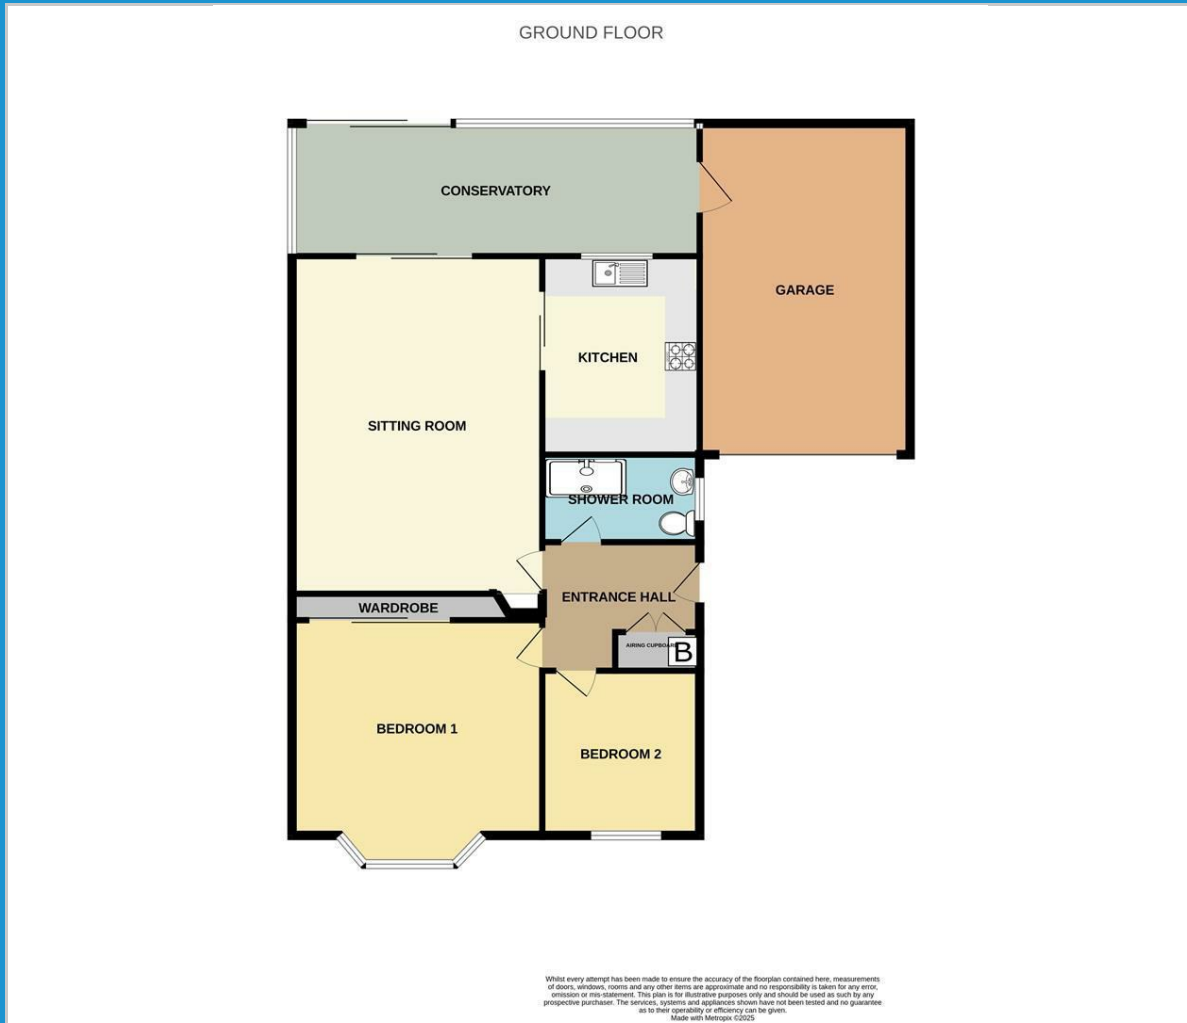 GROUND FLOOR
CONSERVATORY
GARAGE
KITCHEN
SITTING ROOM
SHOWER ROOM
ENTRANCE HALL
WARDROBE
AIRING CUPBOARD
B
BEDROOM 1
BEDROOM 2
Whilst every attempt has been made to ensure the accuracy of the floorplan contained here, measurements
of doors, windows, rooms and any other items are approximate and no responsibility is taken for any error,
omission or mis-statement. This plan is for illustrative purposes only and should be used as such by any
prospective purchaser. The services, systems and appliances shown have not been tested and no guarantee
as to their operability or efficiency can be given.
Made with Metropix ©2025